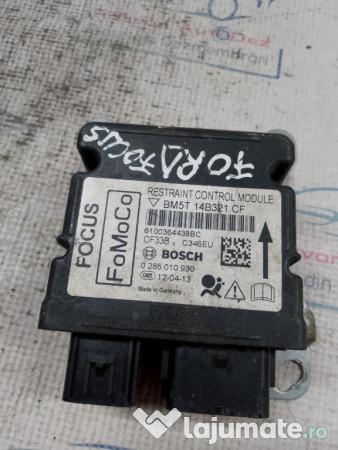 FORD FOCUS
RESTRAINT CONTROL MODULE
BM5T 14B321 CF
6100364438BC
CF33B , C346EU
BOSCH
0 285 010 930
12-04-13
Made in Germany
FOCUS
FoMoCo
Lajumate.ro